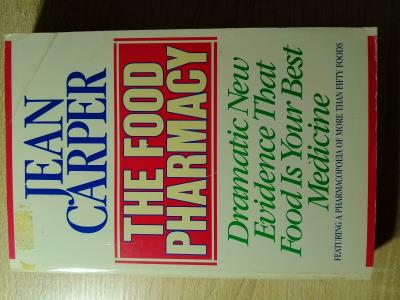 JEAN
CARPER
THE FOOD
PHARMACY
Dramatic New
Evidence That
Food Is Your Best
Medicine
FEATURING A PHARMACOPOEIA OF MORE THAN FIFTY FOODS